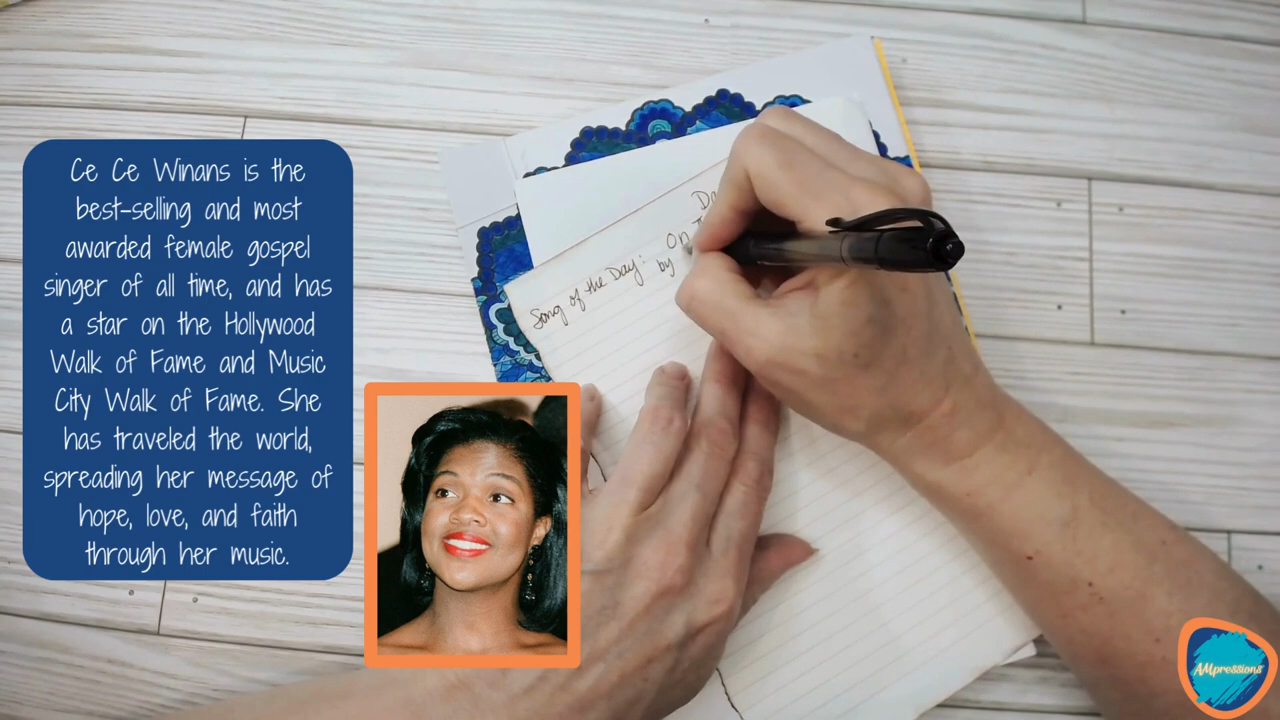 Ce Ce Winans is the
best-selling and most
awarded female gospel
singer of all time, and has
a star on the Hollywood
Walk of Fame and Music
City Walk of Fame. She
has traveled the world,
spreading her message of
hope, love, and faith
through her music.
Song of the Day: On
by
AMpressions